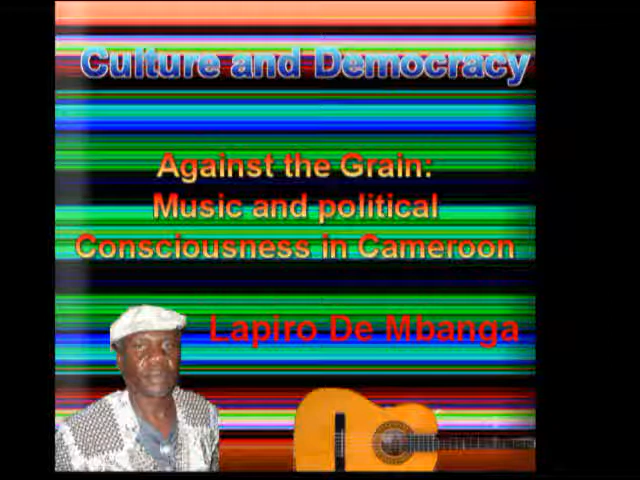 Culture and Democracy
Against the Grain:
Music and political
Consciousness in Cameroon
Lapiro De Mbanga